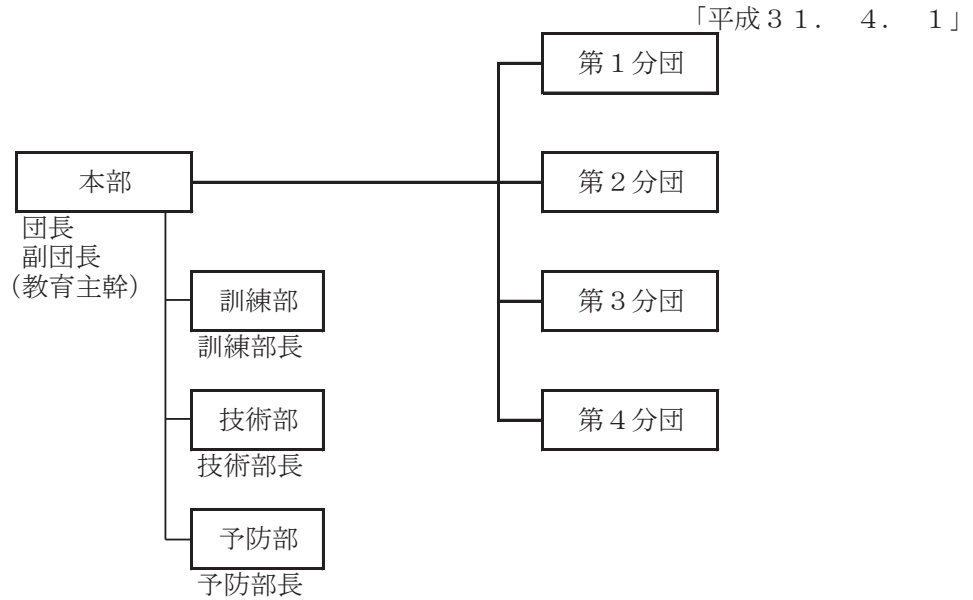 「平成３１．　４．　１」
第１分団
本部
第２分団
団長
副団長
（教育主幹）
訓練部
第３分団
訓練部長
技術部
第４分団
技術部長
予防部
予防部長